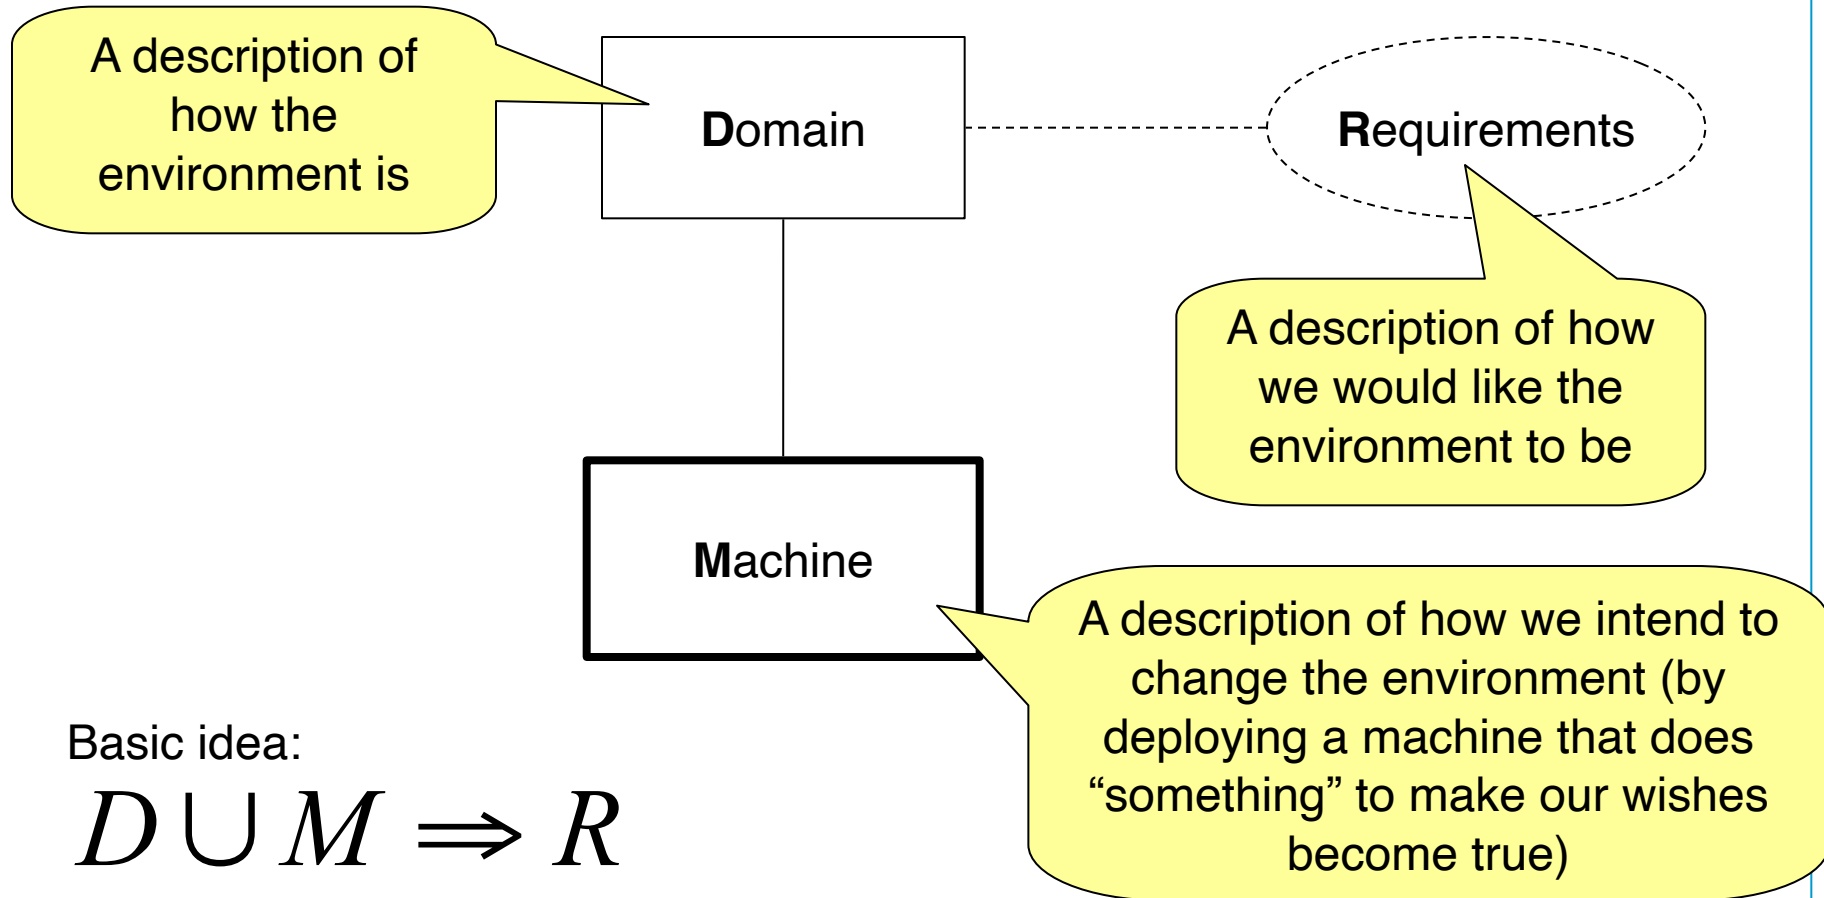 A description of
how the
environment is
Domain
Requirements
A description of how
we would like the
environment to be
Machine
A description of how we intend to
change the environment (by
deploying a machine that does
“something” to make our wishes
become true)
Basic idea:
D ∪ M ⇒ R